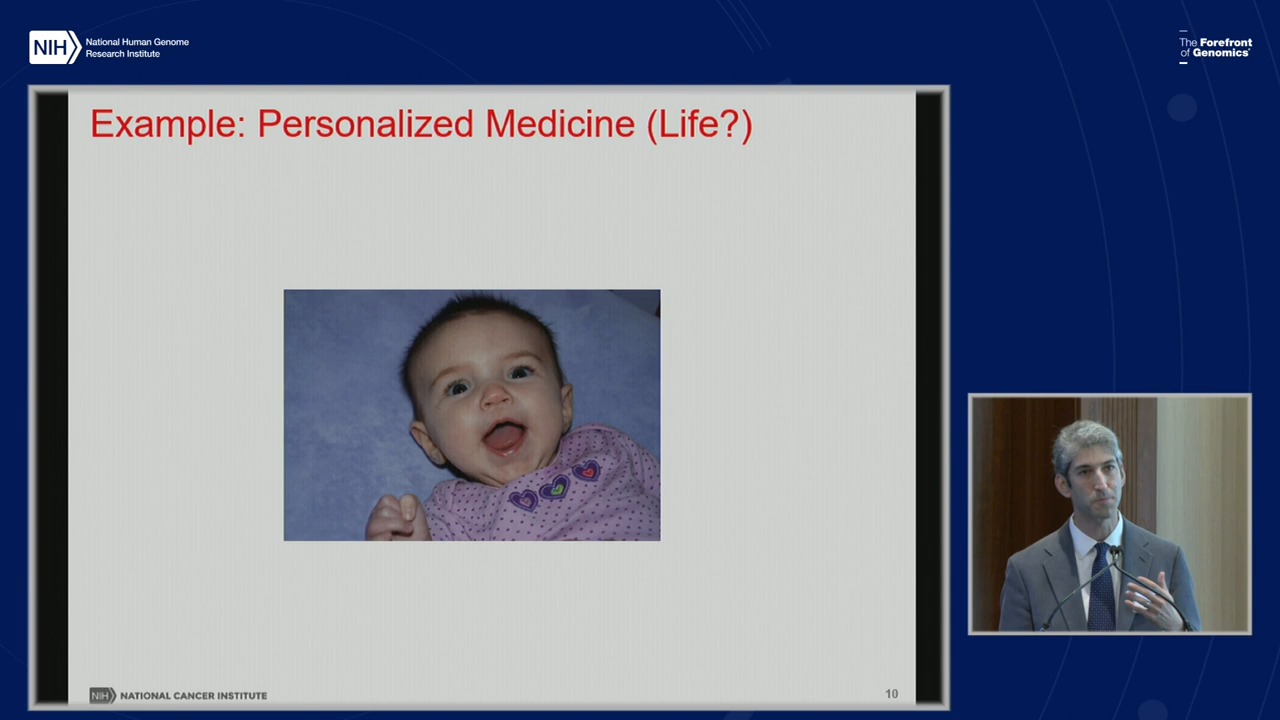 NIH
National Human Genome
Research Institute
The Forefront
of Genomics®
Example: Personalized Medicine (Life?)
NIH
NATIONAL CANCER INSTITUTE
10